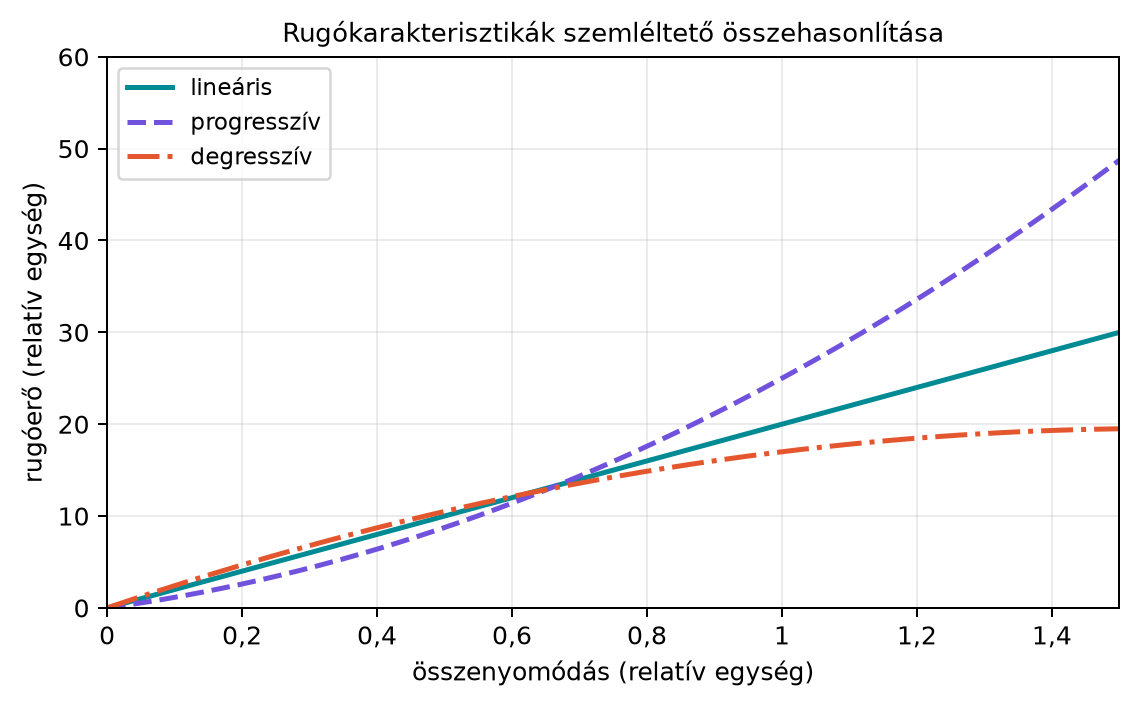 Rugókarakterisztikák szemléltető összehasonlítása
lineáris
progresszív
degresszív
rugóerő (relatív egység)
60
50
40
30
20
10
0
0 0,2 0,4 0,6 0,8 1 1,2 1,4
összenyomódás (relatív egység)